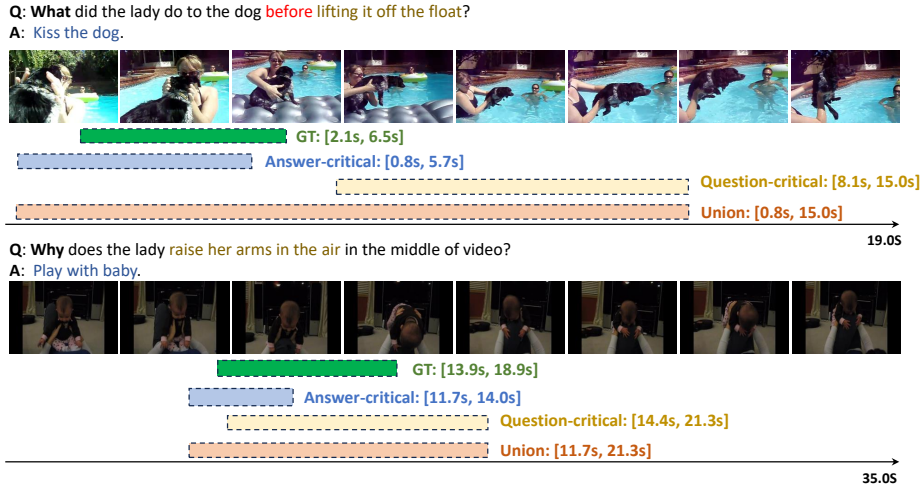 Q: What did the lady do to the dog before lifting it off the float?
A: Kiss the dog.
GT: [2.1s, 6.5s]
Answer-critical: [0.8s, 5.7s]
Question-critical: [8.1s, 15.0s]
Union: [0.8s, 15.0s]
19.0S
Q: Why does the lady raise her arms in the air in the middle of video?
A: Play with baby.
GT: [13.9s, 18.9s]
Answer-critical: [11.7s, 14.0s]
Question-critical: [14.4s, 21.3s]
Union: [11.7s, 21.3s]
35.0S